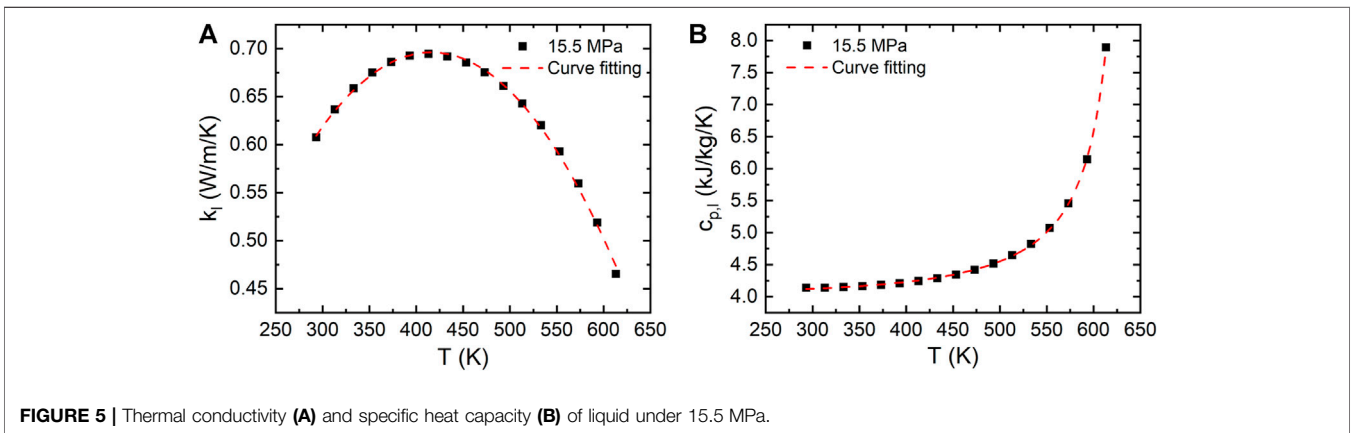 A
0.70
0.65
0.60
0.55
0.50
0.45
k_l (W/m/K)
15.5 MPa
Curve fitting
250 300 350 400 450 500 550 600 650
T (K)
B
8.0
7.5
7.0
6.5
6.0
5.5
5.0
4.5
4.0
c_{p,l} (kJ/kg/K)
15.5 MPa
Curve fitting
250 300 350 400 450 500 550 600 650
T (K)
FIGURE 5 | Thermal conductivity (A) and specific heat capacity (B) of liquid under 15.5 MPa.